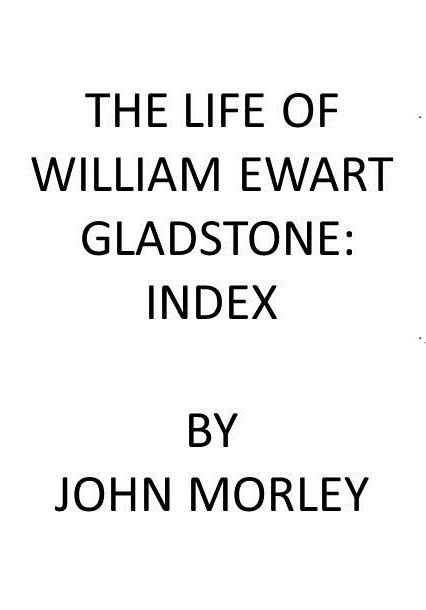 THE LIFE OF
WILLIAM EWART
GLADSTONE:
INDEX
BY
JOHN MORLEY